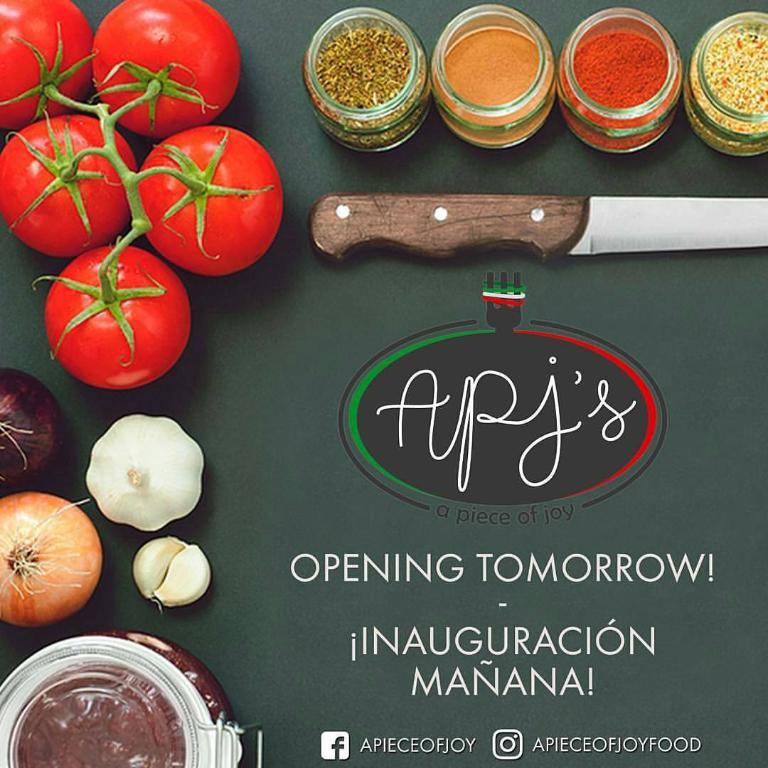 APJ's
a piece of joy
OPENING TOMORROW!
-
¡INAUGURACIÓN
MAÑANA!
APIECEOFJOY APIECEOFJOYFOOD